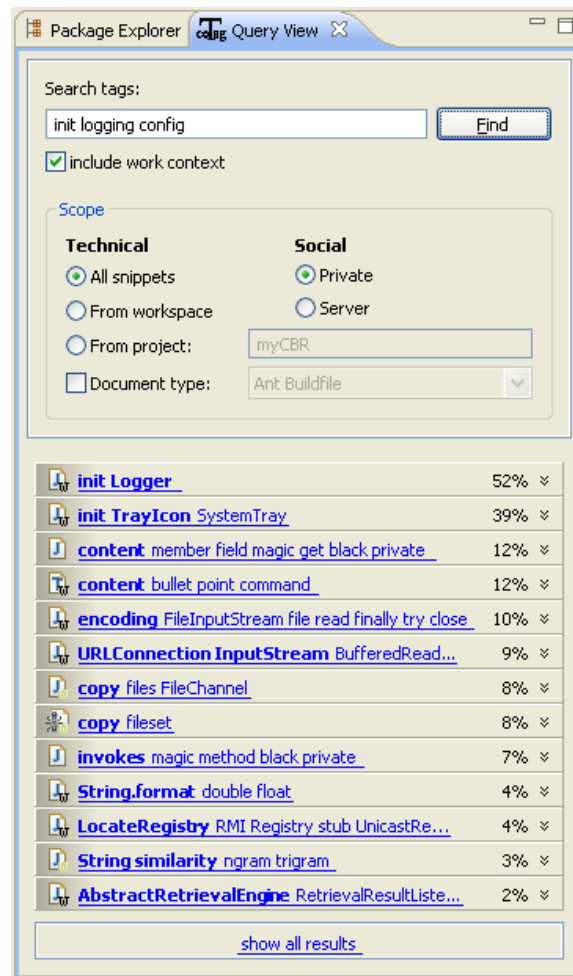 Package Explorer coTag Query View
Search tags:
init logging config Find
include work context
Scope
Technical Social
All snippets Private
From workspace Server
From project: myCBR
Document type: Ant Buildfile
init Logger 52%
init TrayIcon SystemTray 39%
content member field magic get black private 12%
content bullet point command 12%
encoding FileInputStream file read finally try close 10%
URLConnection InputStream BufferedRead... 9%
copy files FileChannel 8%
copy fileset 8%
invokes magic method black private 7%
String.format double float 4%
LocateRegistry RMI Registry stub UnicastRe... 4%
String similarity ngram trigram 3%
AbstractRetrievalEngine RetrievalResultListe... 2%
show all results